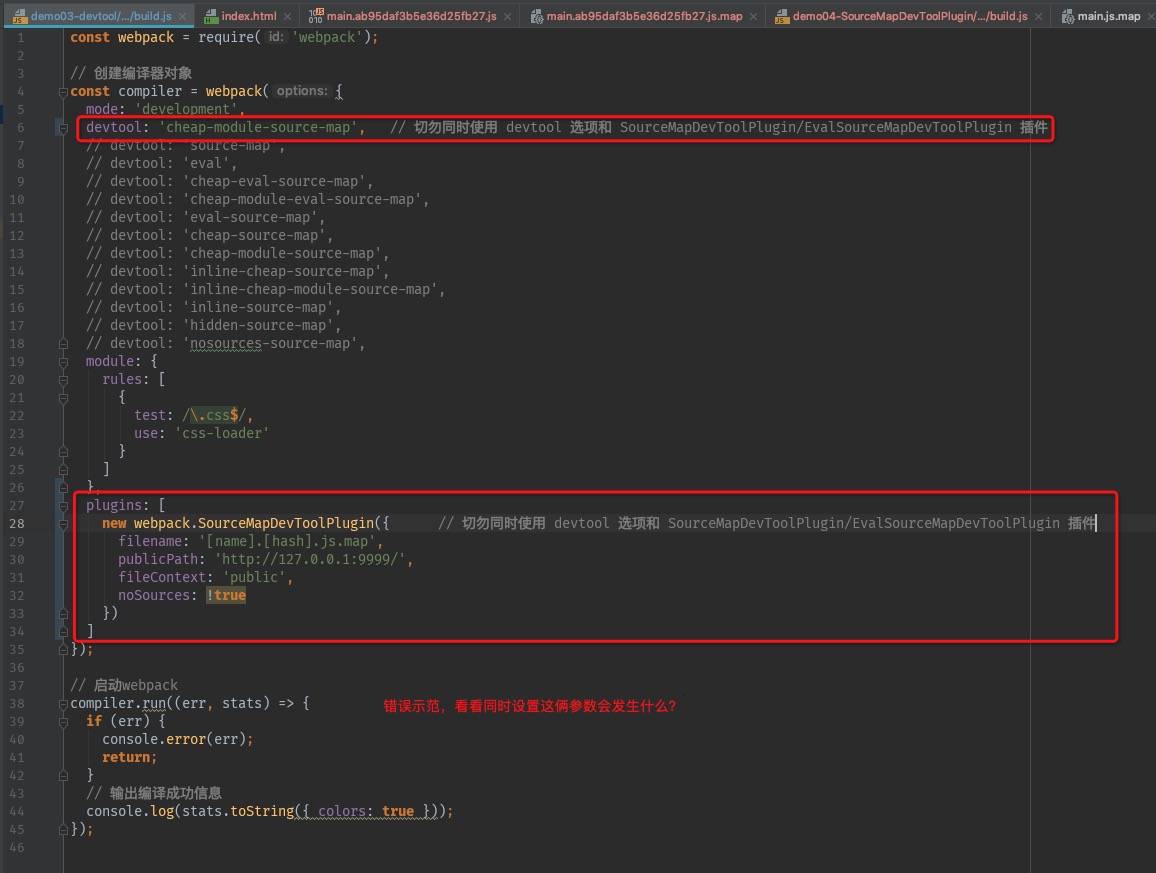 demo03-devtool/.../build.js
index.html
main.ab95daf3b5e36d25fb27.js
main.ab95daf3b5e36d25fb27.js.map
demo04-SourceMapDevToolPlugin/.../build.js
main.js.map
1 const webpack = require( id: 'webpack');
2
3 // 创建编译器对象
4 const compiler = webpack( options: {
5 mode: 'development',
6 devtool: 'cheap-module-source-map', // 切勿同时使用 devtool 选项和 SourceMapDevToolPlugin/EvalSourceMapDevToolPlugin 插件
7 // devtool: 'source-map',
8 // devtool: 'eval',
9 // devtool: 'cheap-eval-source-map',
10 // devtool: 'cheap-module-eval-source-map',
11 // devtool: 'eval-source-map',
12 // devtool: 'cheap-source-map',
13 // devtool: 'cheap-module-source-map',
14 // devtool: 'inline-cheap-source-map',
15 // devtool: 'inline-cheap-module-source-map',
16 // devtool: 'inline-source-map',
17 // devtool: 'hidden-source-map',
18 // devtool: 'nosources-source-map',
19 module: {
20 rules: [
21 {
22 test: /\.css$/,
23 use: 'css-loader'
24 }
25 ]
26 },
27 plugins: [
28 new webpack.SourceMapDevToolPlugin({ // 切勿同时使用 devtool 选项和 SourceMapDevToolPlugin/EvalSourceMapDevToolPlugin 插件
29 filename: '[name].[hash].js.map',
30 publicPath: 'http://127.0.0.1:9999/',
31 fileContext: 'public',
32 noSources: !true
33 })
34 ]
35 });
36
37 // 启动webpack
38 compiler.run((err, stats) => { 错误示范，看看同时设置这俩参数会发生什么?
39 if (err) {
40 console.error(err);
41 return;
42 }
43 // 输出编译成功信息
44 console.log(stats.toString({ colors: true }));
45 });
46